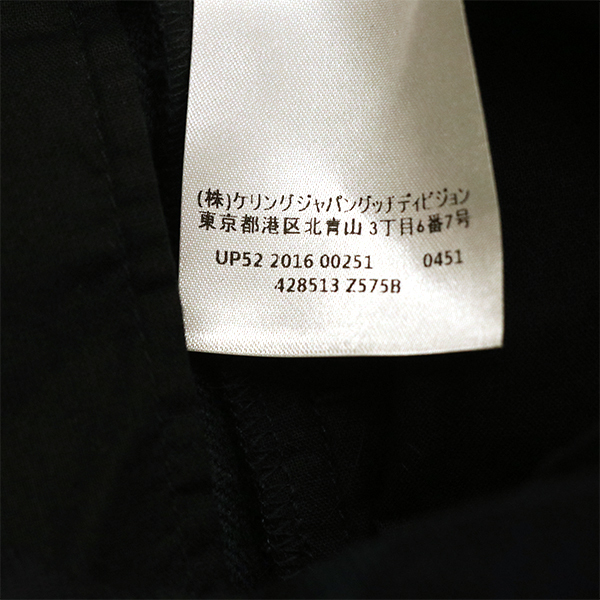 (株)ケリングジャパングッチディビジョン
東京都港区北青山 3丁目6番7号
UP52 2016 00251 0451
428513 Z575B